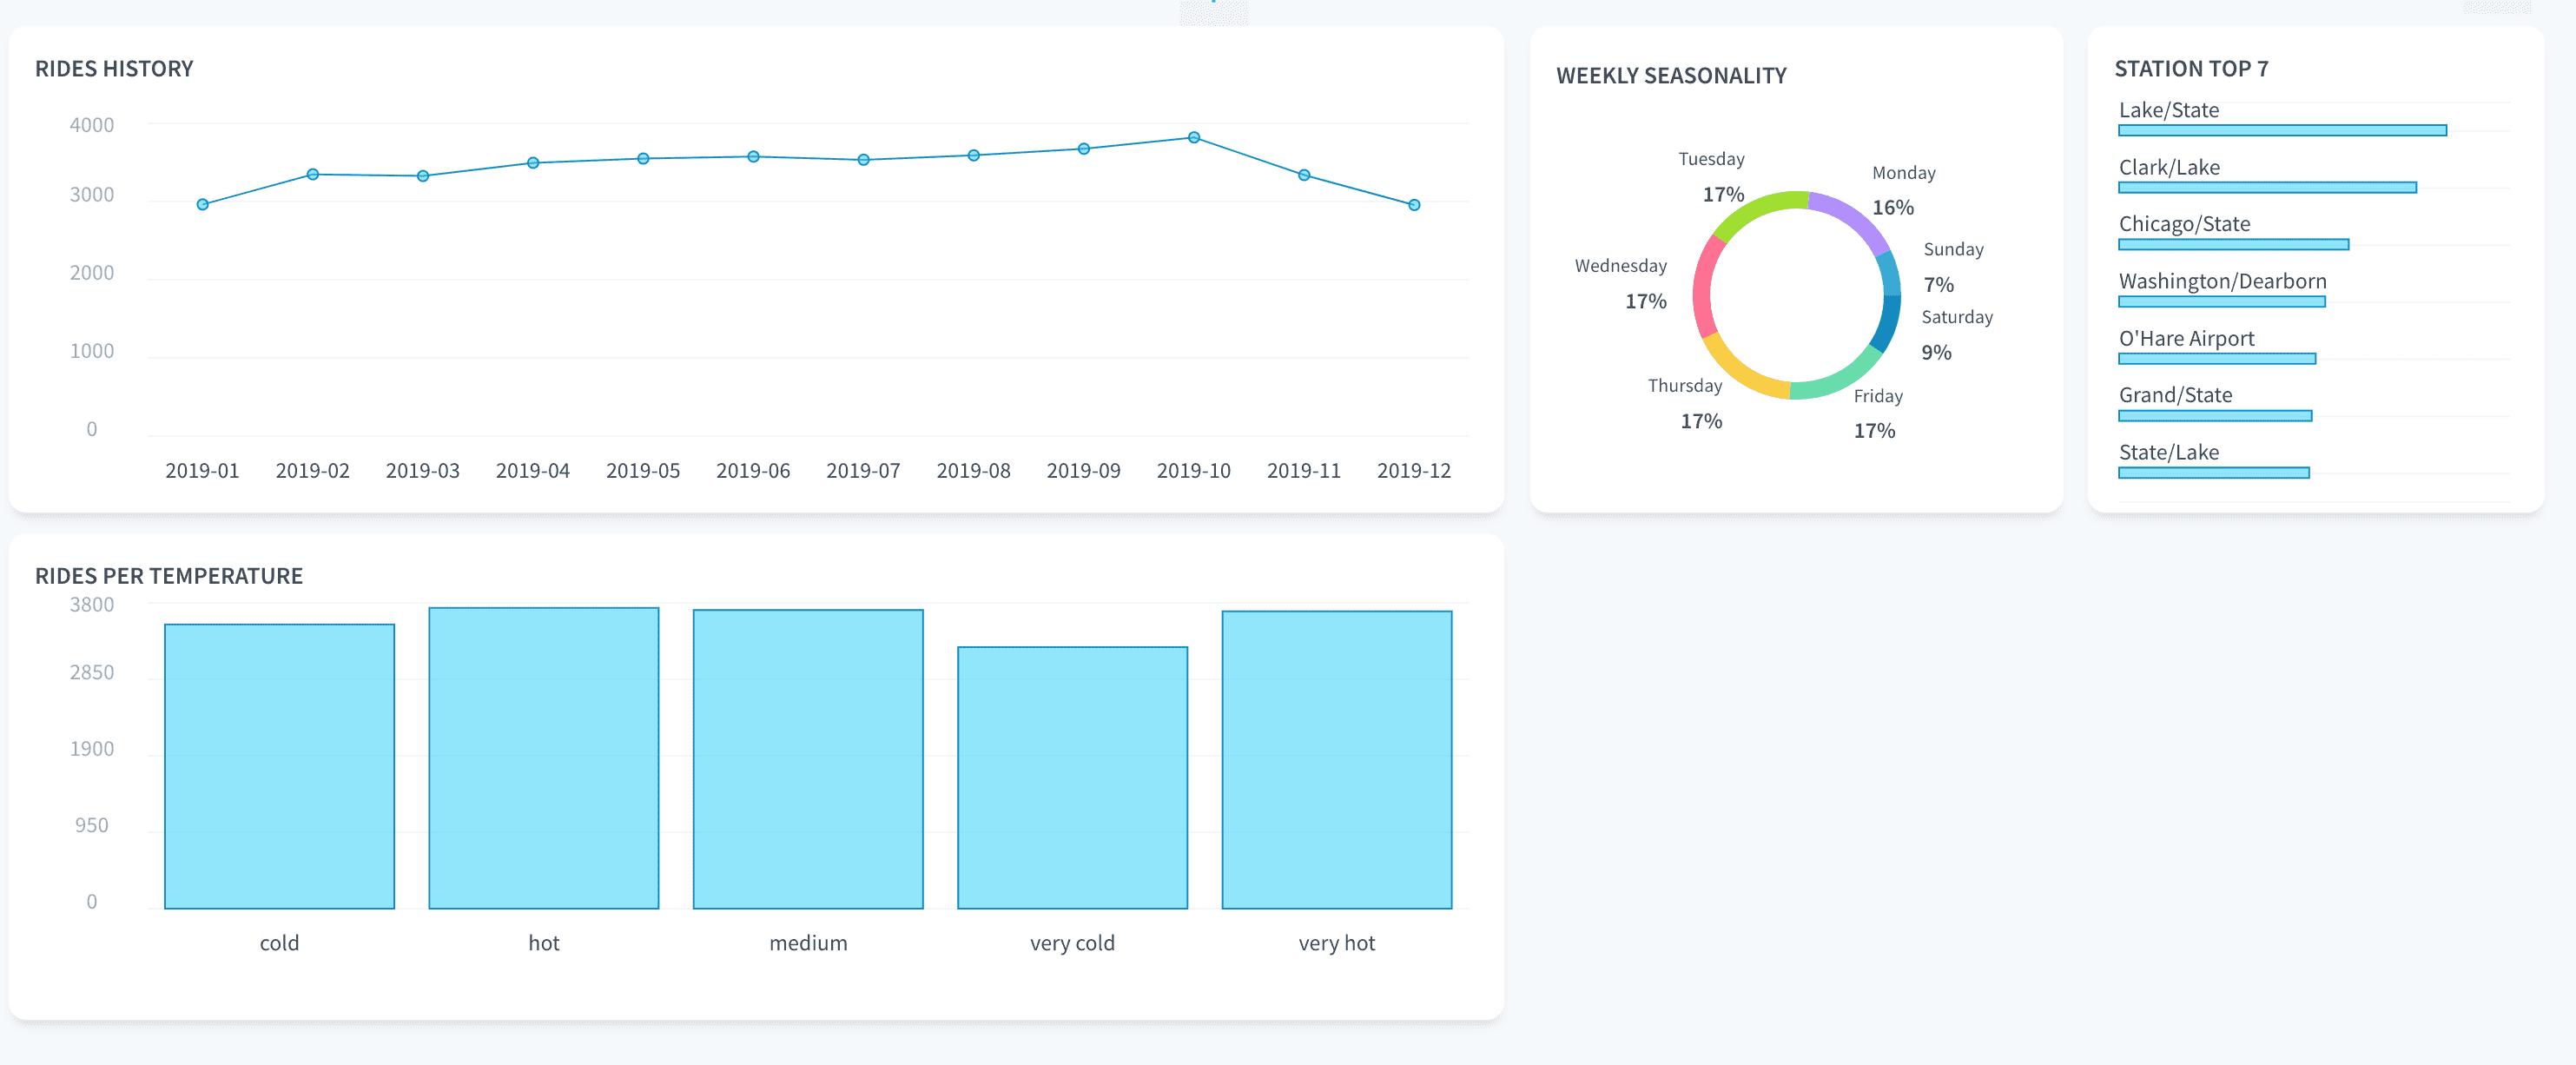 RIDES HISTORY
4000
3000
2000
1000
0
2019-01 2019-02 2019-03 2019-04 2019-05 2019-06 2019-07 2019-08 2019-09 2019-10 2019-11 2019-12
WEEKLY SEASONALITY
Tuesday
17%
Monday
16%
Wednesday
17%
Sunday
7%
Saturday
9%
Thursday
17%
Friday
17%
STATION TOP 7
Lake/State
Clark/Lake
Chicago/State
Washington/Dearborn
O'Hare Airport
Grand/State
State/Lake
RIDES PER TEMPERATURE
3800
2850
1900
950
0
cold hot medium very cold very hot